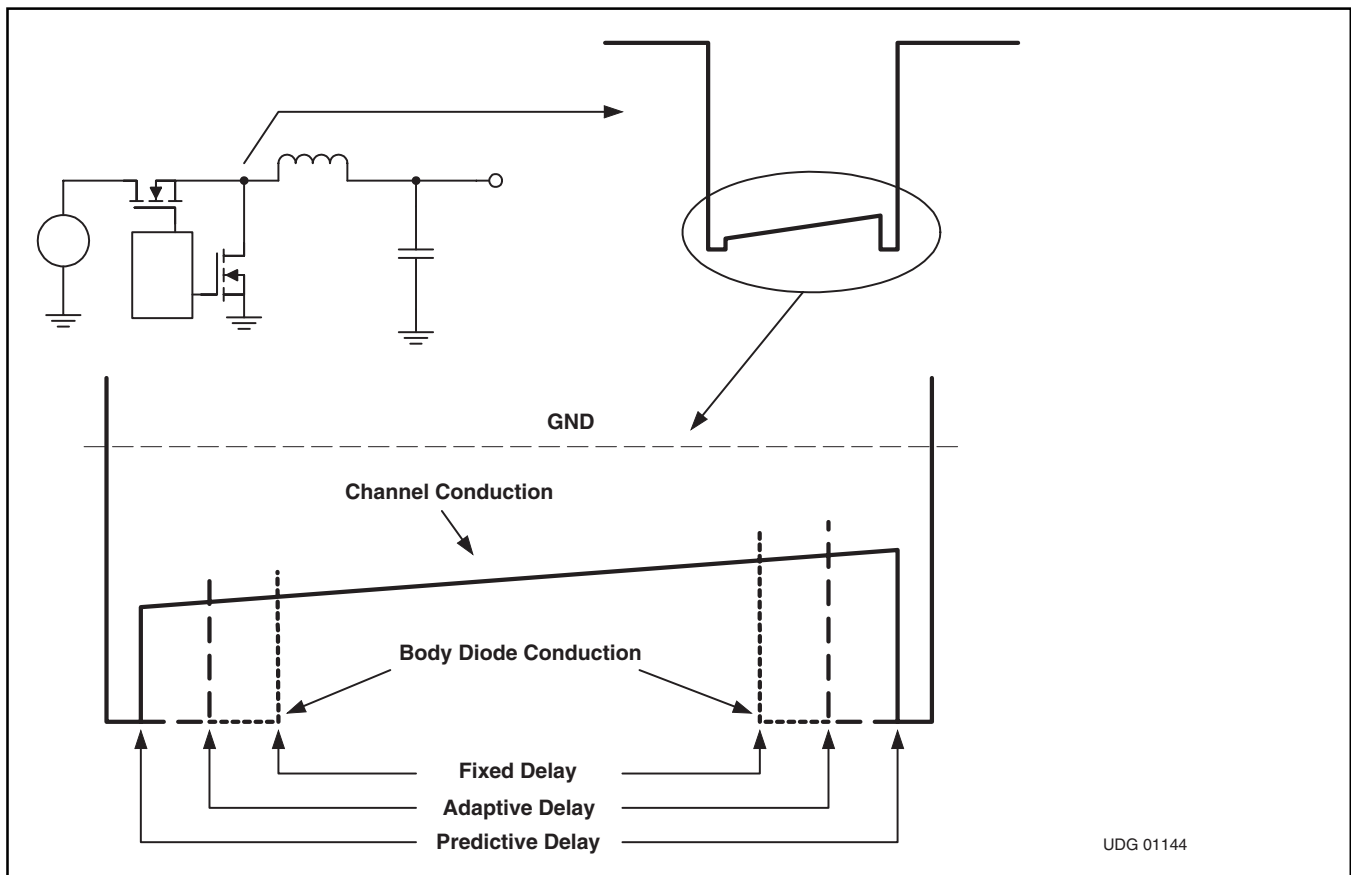 GND
Channel Conduction
Body Diode Conduction
Fixed Delay
Adaptive Delay
Predictive Delay
UDG 01144